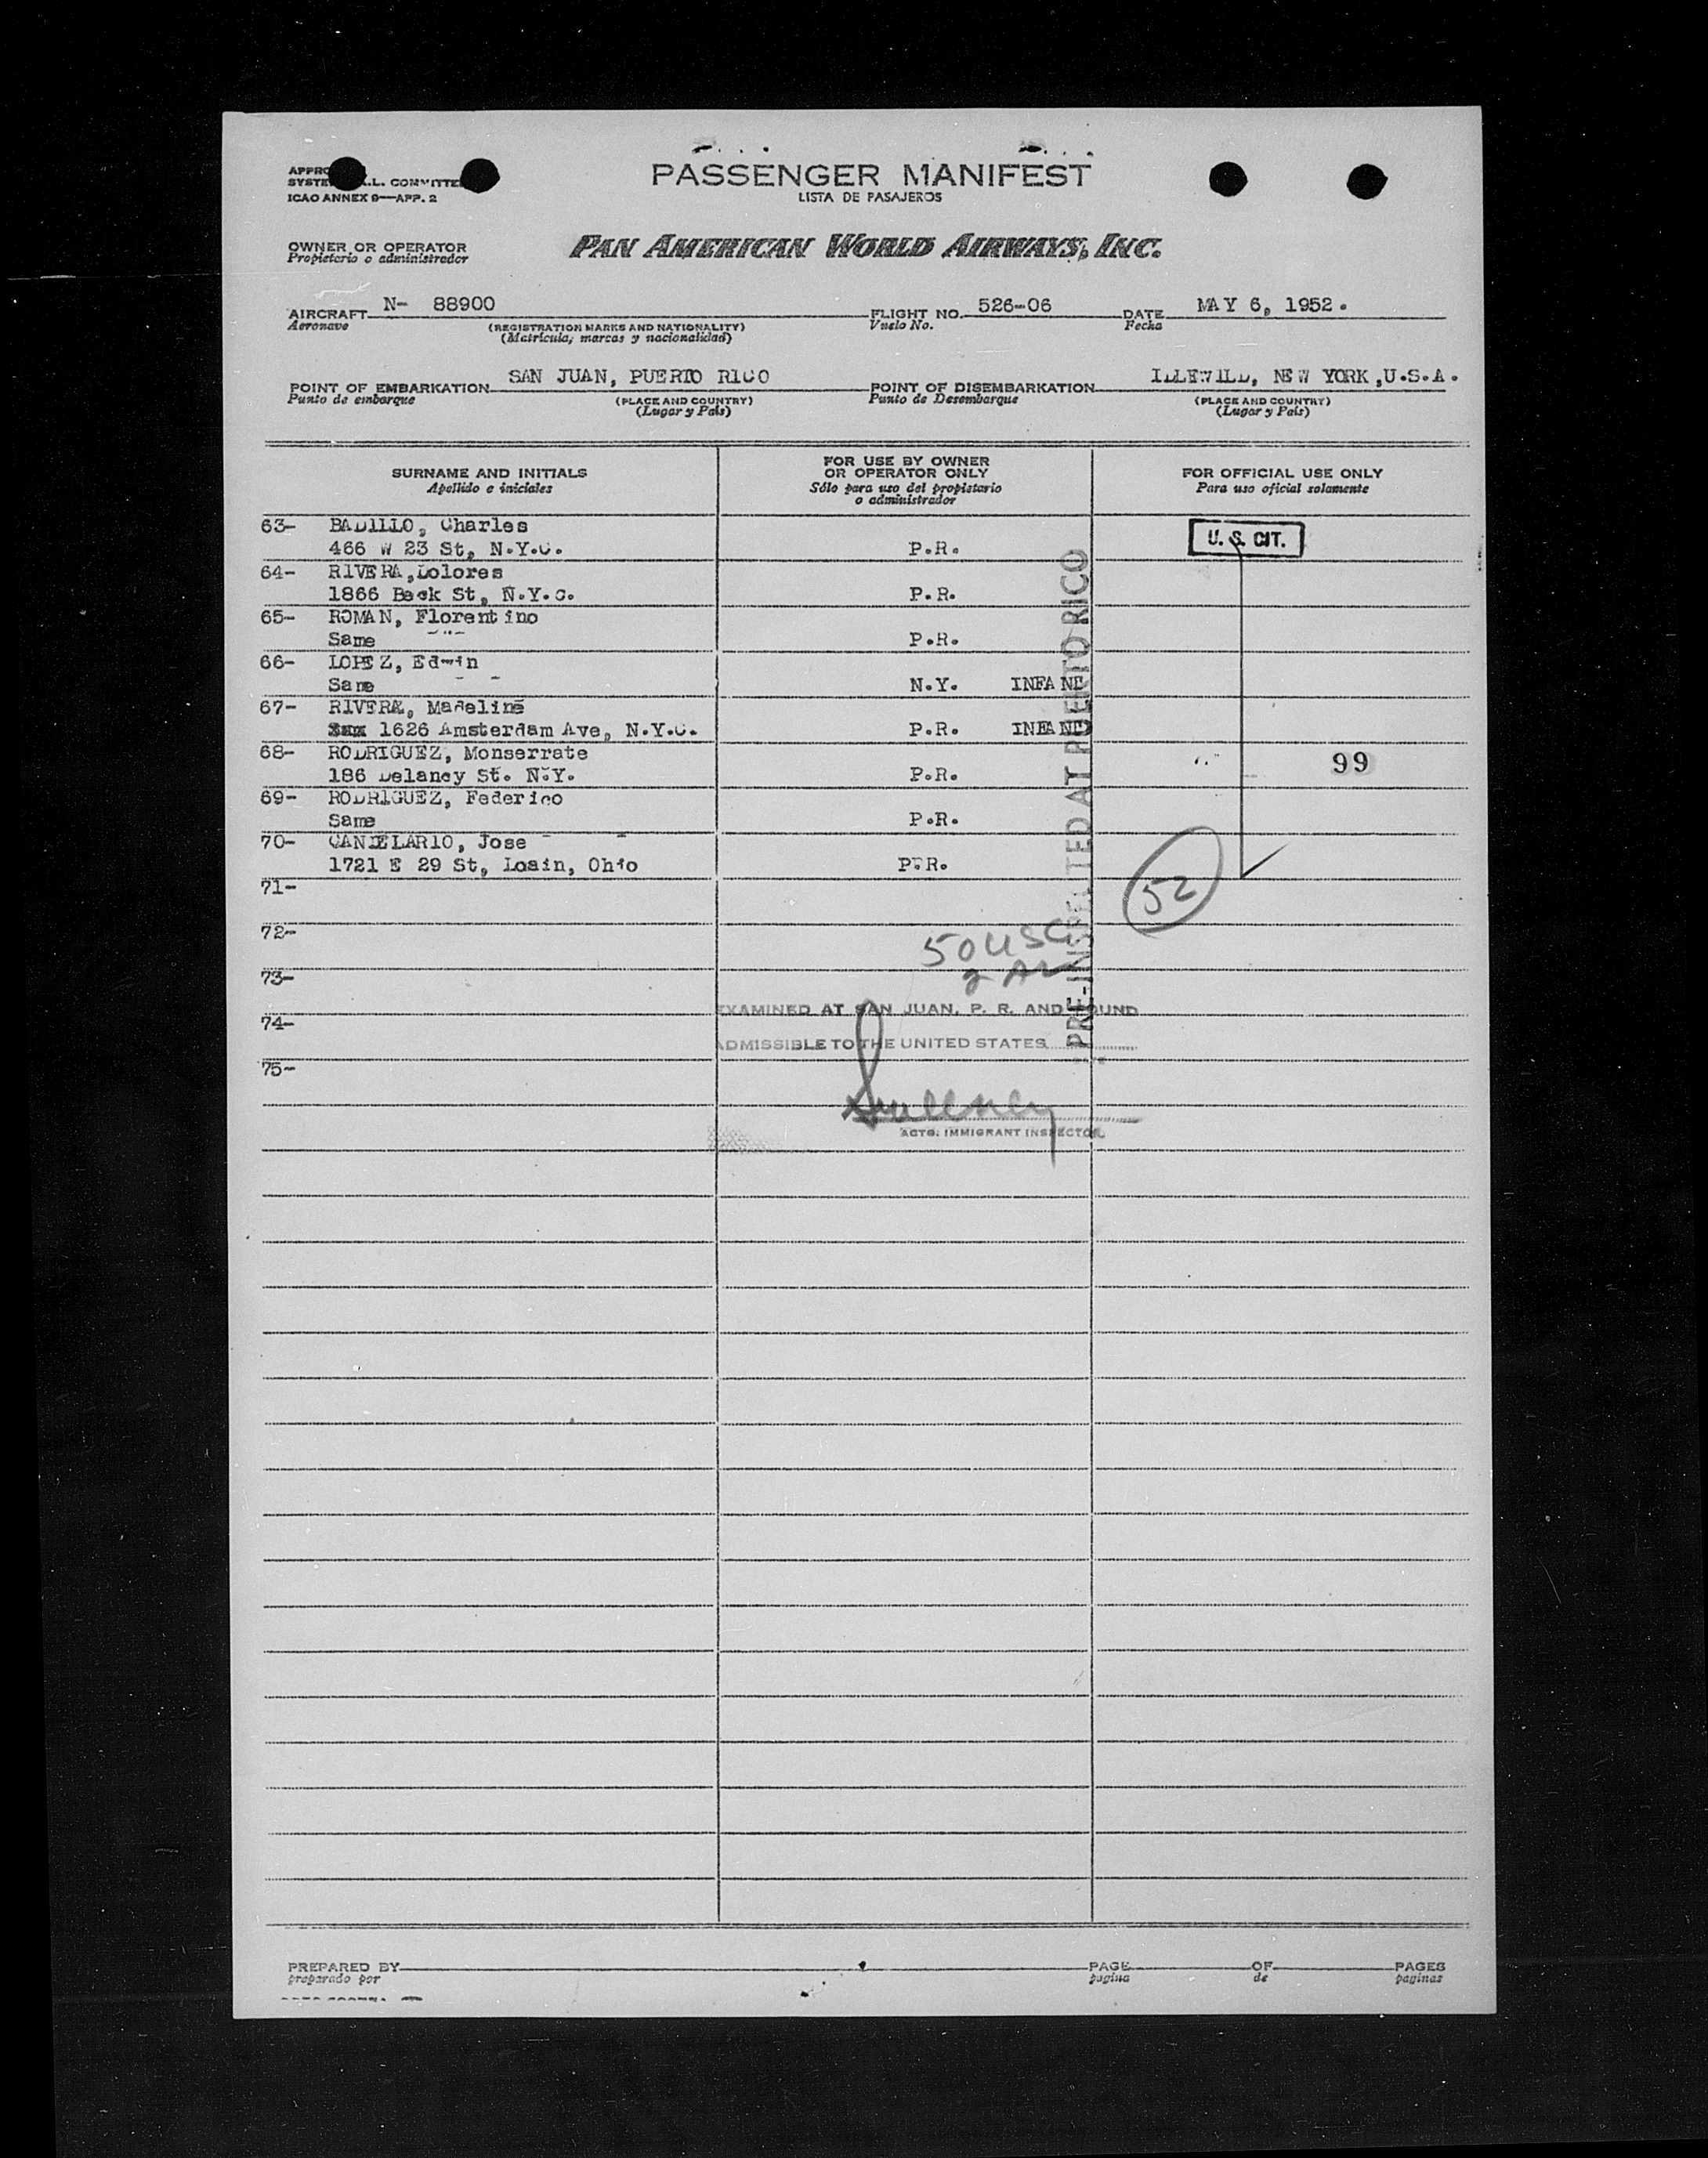 PASSENGER MANIFEST
LISTA DE PASAJEROS
ICAO ANNEX 9—APP. 2
OWNER OR OPERATOR
Propietario o administrador
PAN AMERICAN WORLD AIRWAYS, INC.
AIRCRAFT N- 88900 FLIGHT NO. 526-06 DATE MAY 6, 1952.
Aeronave (REGISTRATION MARKS AND NATIONALITY) Vuelo No. Fecha
(Matricula, marcas y nacionalidad)
POINT OF EMBARKATION SAN JUAN, PUERTO RICO POINT OF DISEMBARKATION IDLEWILD, NEW YORK, U.S.A.
Punto de embarque (PLACE AND COUNTRY) Punto de Desembarque (PLACE AND COUNTRY)
(Lugar y País) (Lugar y País)
SURNAME AND INITIALS
Apellido e iniciales
FOR USE BY OWNER
OR OPERATOR ONLY
Sólo para uso del propietario
o administrador
FOR OFFICIAL USE ONLY
Para uso oficial solamente
63- BADILLO, Charles
466 W 23 St, N.Y.C. P.R. U. S. CIT.
64- RIVERA, Dolores
1866 Beck St, N.Y.C. P.R.
65- ROMAN, Florentino
Same P.R.
66- LOPEZ, Edwin
Same N.Y. INFANT
67- RIVERA, Madeline
1626 Amsterdam Ave, N.Y.C. P.R. INFANT
68- RODRIGUEZ, Monserrate 99
186 Delancy St. N.Y. P.R.
69- RODRIGUEZ, Federico
Same P.R.
70- CANDELARIO, Jose
1721 E 29 St, Loain, Ohio P.R.
71-
52
72-
50 USC
73-
PRE-INSPECTED AT PUERTO RICO
EXAMINED AT SAN JUAN, P. R. AND FOUND
74-
ADMISSIBLE TO THE UNITED STATES
75-
ACTG. IMMIGRANT INSPECTOR
PREPARED BY PAGE OF PAGES
preparado por pagina de paginas